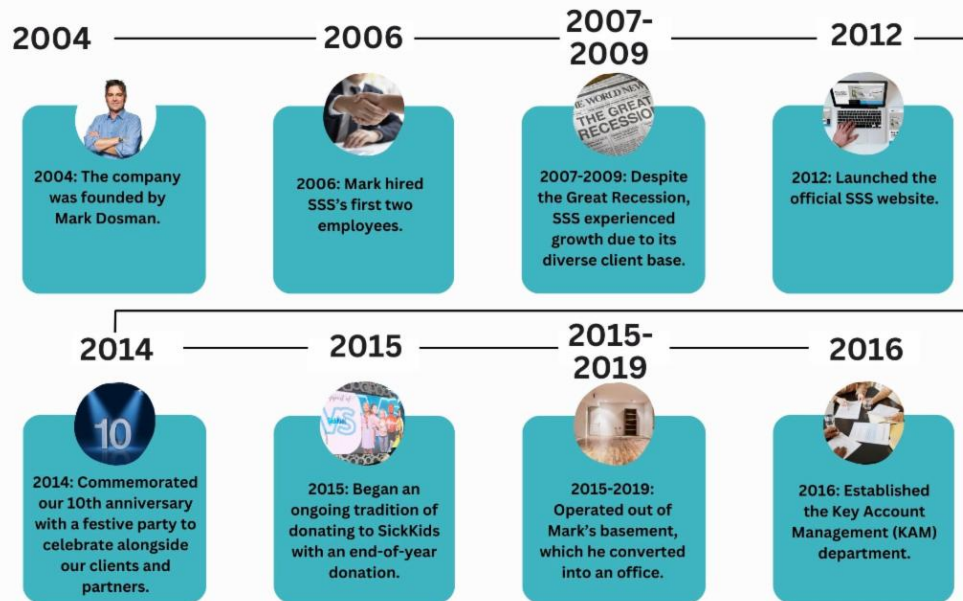 2004
2006
2007-
2009
2012
THE GREAT
RECESSION
2004: The company
was founded by
Mark Dosman.
2006: Mark hired
SSS’s first two
employees.
2007-2009: Despite
the Great Recession,
SSS experienced
growth due to its
diverse client base.
2012: Launched the
official SSS website.
2014
2015
2015-
2019
2016
10
VS
2014: Commemorated
our 10th anniversary
with a festive party to
celebrate alongside
our clients and
partners.
2015: Began an
ongoing tradition of
donating to SickKids
with an end-of-year
donation.
2015-2019:
Operated out of
Mark’s basement,
which he converted
into an office.
2016: Established
the Key Account
Management (KAM)
department.